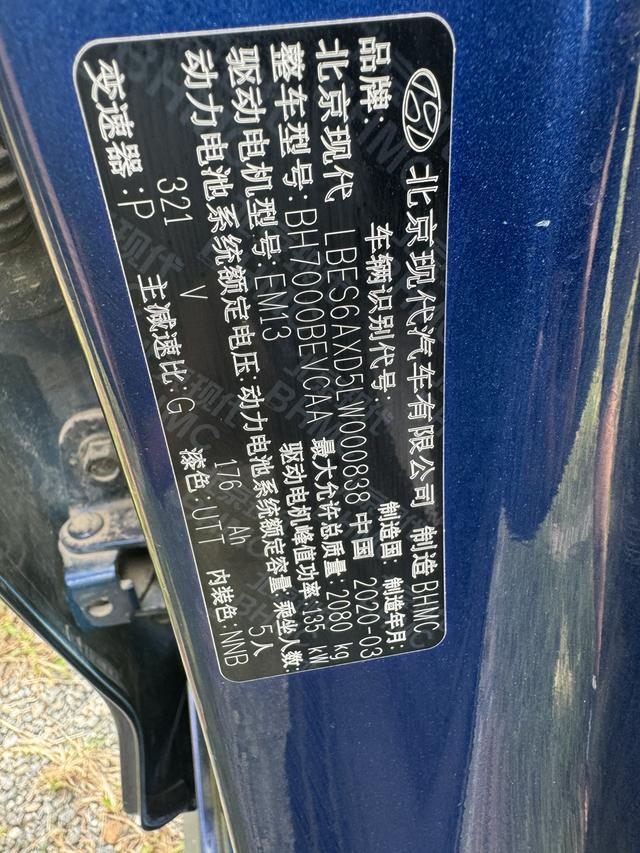 北京现代汽车有限公司 制造 BHMC
品牌: 车辆识别代号: 制造国: 制造年月:
北京现代 LBES6AXD5LW000838 中国 2020-03
整车型号: BH7000BEVCAA 最大允许总质量: 2080 kg
驱动电机型号: EM13 驱动电机峰值功率: 135 kW
动力电池系统额定电压: 动力电池系统额定容量: 乘坐人数:
321 V 176 Ah 5人
变速器: P 主减速比: G 漆色: UTT 内装色: NNB